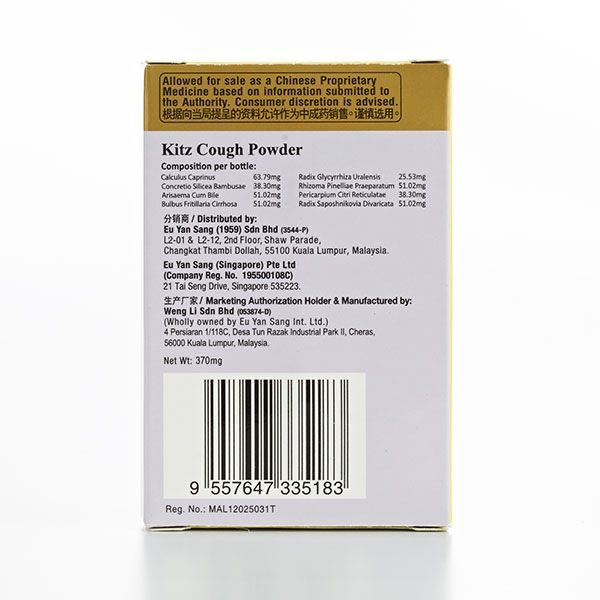 Allowed for sale as a Chinese Proprietary
Medicine based on information submitted to
the Authority. Consumer discretion is advised.
根据向当局提呈的资料允许作为中成药销售。谨慎选用。
Kitz Cough Powder
Composition per bottle:
Calculus Caprinus 63.79mg Radix Glycyrrhiza Uralensis 25.53mg
Concretio Silicea Bambusae 38.30mg Rhizoma Pinelliae Praeparatum 51.02mg
Arisaema Cum Bile 51.02mg Pericarpium Citri Reticulatae 38.30mg
Bulbus Fritillaria Cirrhosa 51.02mg Radix Saposhnikovia Divaricata 51.02mg
分销商 / Distributed by:
Eu Yan Sang (1959) Sdn Bhd (3544-P)
L2-01 & L2-12, 2nd Floor, Shaw Parade,
Changkat Thambi Dollah, 55100 Kuala Lumpur, Malaysia.
Eu Yan Sang (Singapore) Pte Ltd
(Company Reg. No. 195500108C)
21 Tai Seng Drive, Singapore 535223.
生产厂家 / Marketing Authorization Holder & Manufactured by:
Weng Li Sdn Bhd (053874-D)
(Wholly owned by Eu Yan Sang Int. Ltd.)
4 Persiaran 1/118C, Desa Tun Razak Industrial Park II, Cheras,
56000 Kuala Lumpur, Malaysia.
Net Wt: 370mg
9 557647 335183
Reg. No.: MAL12025031T